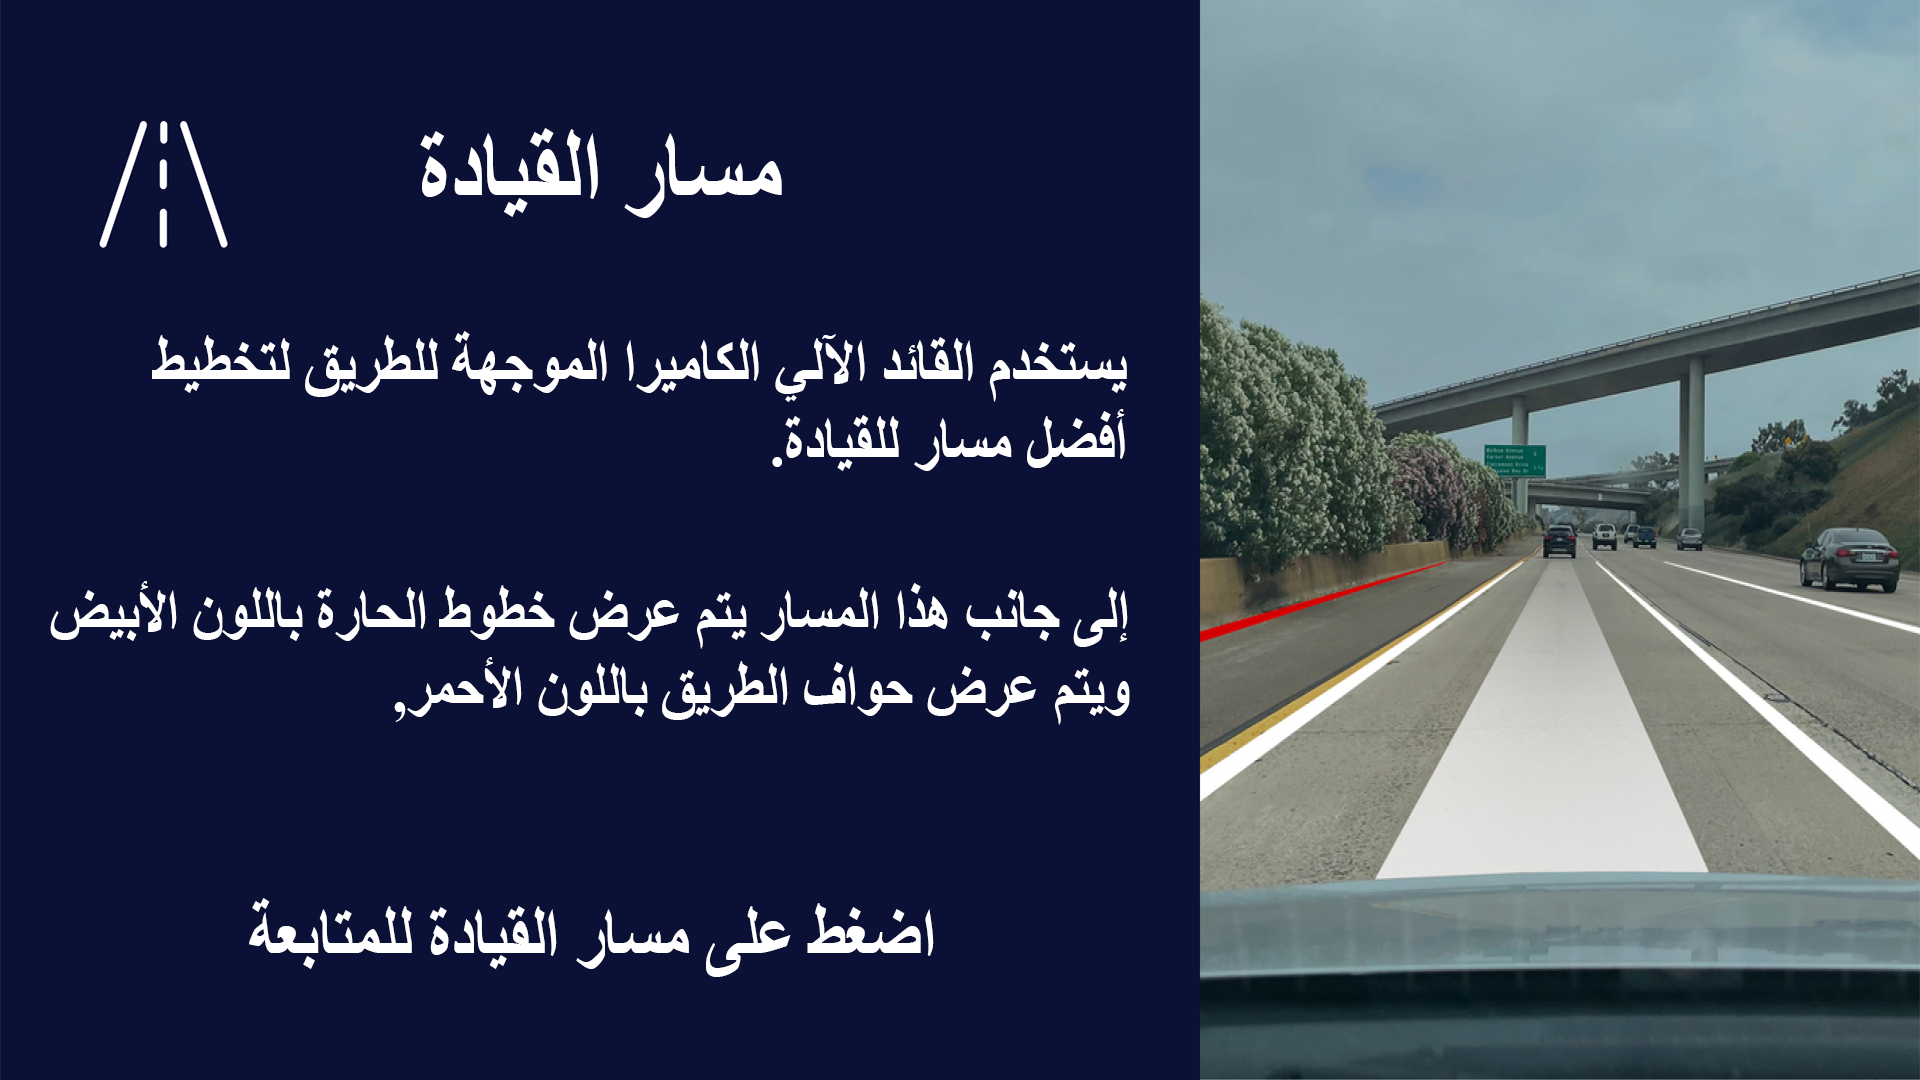 مسار القيادة
يستخدم القائد الآلي الكاميرا الموجهة للطريق لتخطيط
أفضل مسار للقيادة.
إلى جانب هذا المسار يتم عرض خطوط الحارة باللون الأبيض
ويتم عرض حواف الطريق باللون الأحمر,
اضغط على مسار القيادة للمتابعة